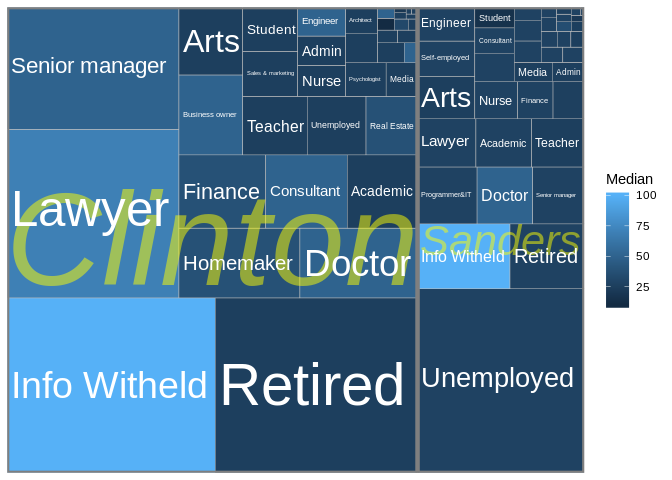 Senior manager
Arts
Student
Engineer
Architect
Admin
Sales & marketing
Nurse
Psychologist
Media
Business owner
Teacher
Unemployed
Real Estate
Lawyer
Finance
Consultant
Academic
Clinton
Homemaker
Doctor
Info Witheld
Retired
Engineer
Student
Consultant
Self-employed
Media
Admin
Arts
Nurse
Finance
Lawyer
Academic
Teacher
Programmer&IT
Doctor
Senior manager
Sanders
Info Witheld
Retired
Unemployed
Median
100
75
50
25